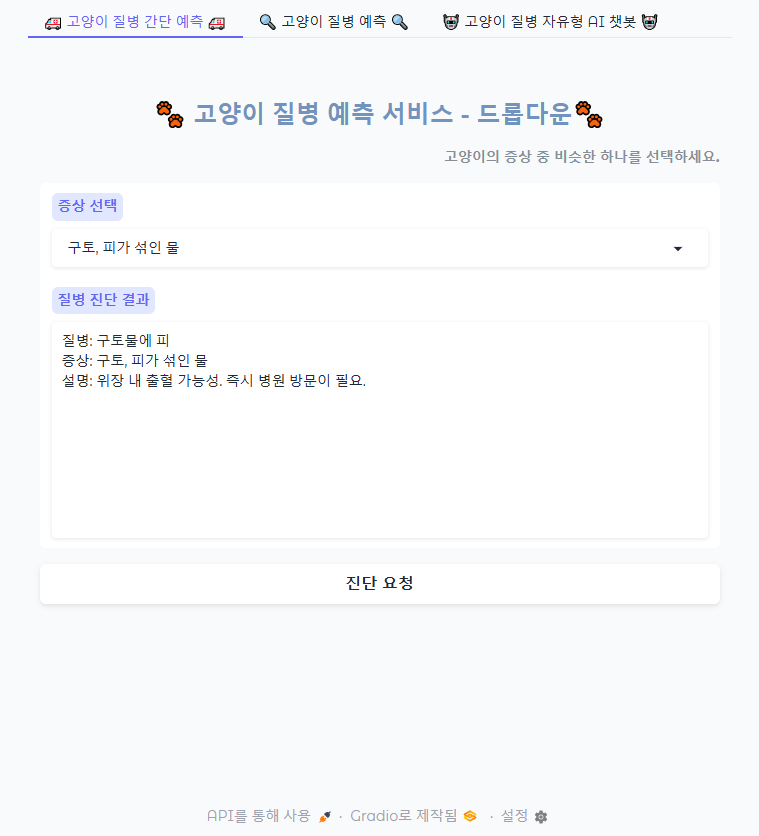 🚑 고양이 질병 간단 예측 🚑 🔍 고양이 질병 예측 🔍 🤖 고양이 질병 자유형 AI 챗봇 🤖
🐾 고양이 질병 예측 서비스 - 드롭다운🐾
고양이의 증상 중 비슷한 하나를 선택하세요.
증상 선택
구토, 피가 섞인 물
질병 진단 결과
질병: 구토물에 피
증상: 구토, 피가 섞인 물
설명: 위장 내 출혈 가능성. 즉시 병원 방문이 필요.
진단 요청
API를 통해 사용 🚀 · Gradio로 제작됨 · 설정 ⚙